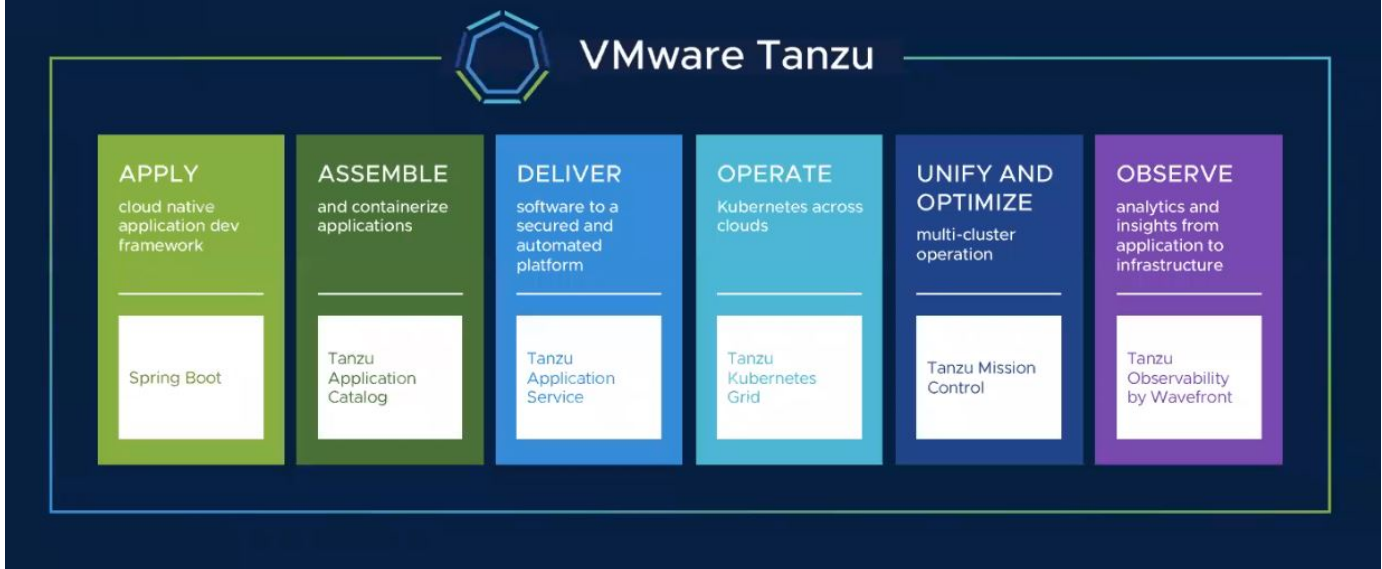 VMware Tanzu
APPLY
cloud native
application dev
framework
Spring Boot
ASSEMBLE
and containerize
applications
Tanzu
Application
Catalog
DELIVER
software to a
secured and
automated
platform
Tanzu
Application
Service
OPERATE
Kubernetes across
clouds
Tanzu
Kubernetes
Grid
UNIFY AND
OPTIMIZE
multi-cluster
operation
Tanzu Mission
Control
OBSERVE
analytics and
insights from
application to
infrastructure
Tanzu
Observability
by Wavefront